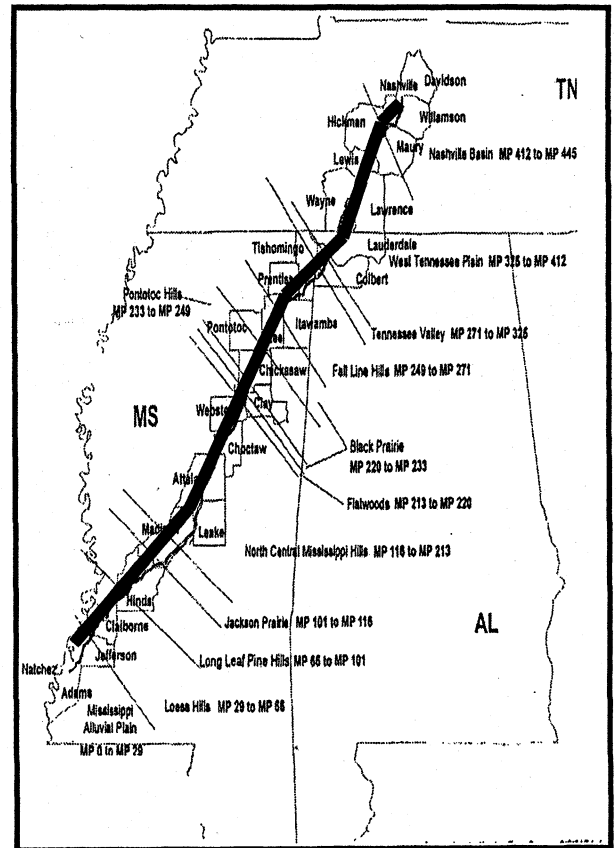 Davidson
Nashville
TN
Williamson
Hickman
Maury
Nashville Basin MP 412 to MP 445
Lewis
Wayne
Lawrence
Tishomingo
Lauderdale
West Tennessee Plain MP 325 to MP 412
Colbert
Prentiss
Pontotoc Hills
MP 233 to MP 249
Itawamba
Tennessee Valley MP 271 to MP 325
Pontotoc
Lee
Chickasaw
Fall Line Hills MP 249 to MP 271
MS
Webst
Clay
Choctaw
Black Prairie
MP 220 to MP 233
Attal
Flatwoods MP 213 to MP 220
Madis
Leake
North Central Mississippi Hills MP 116 to MP 213
Hinds
AL
Claiborne
Jackson Prairie MP 101 to MP 116
Jefferson
Long Leaf Pine Hills MP 66 to MP 101
Natchez
Adams
Loess Hills MP 29 to MP 66
Mississippi
Alluvial Plain
MP 0 to MP 29